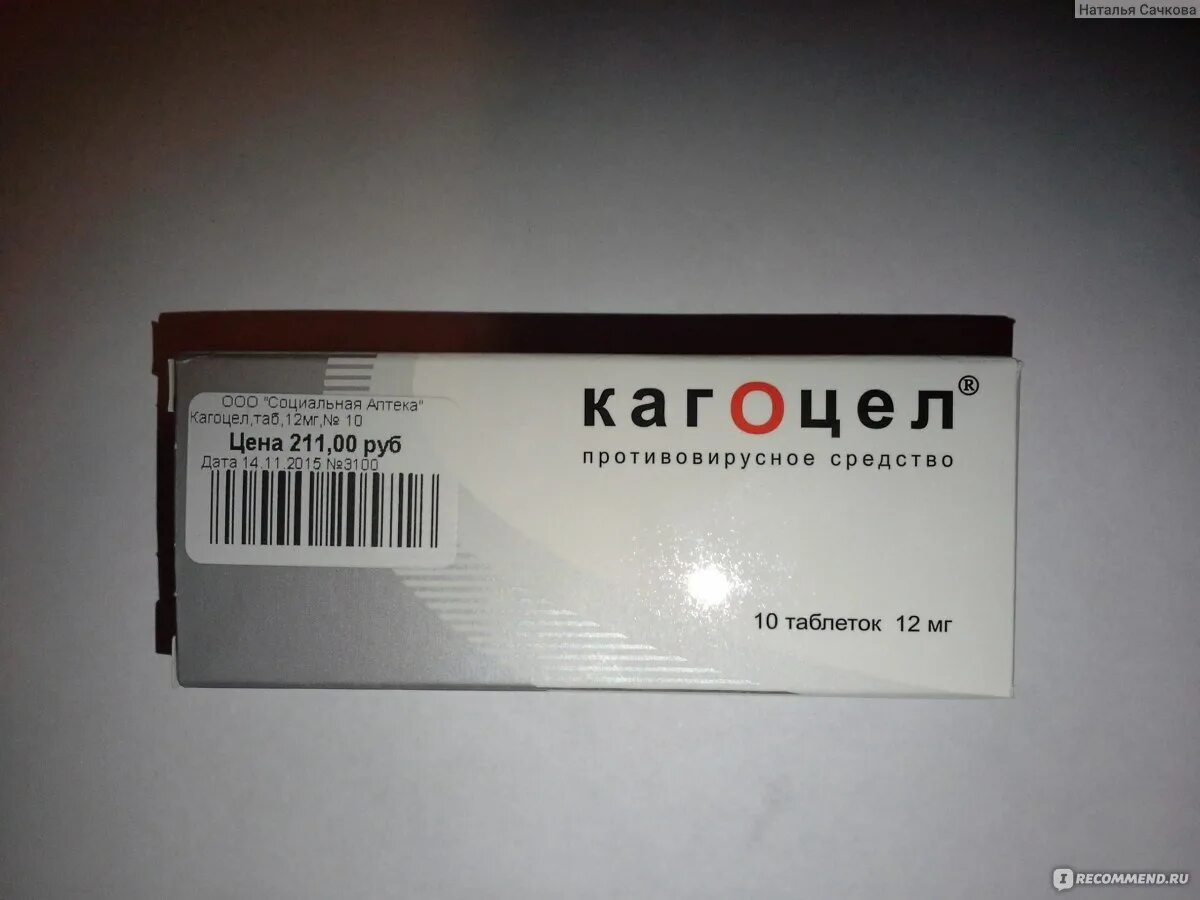 Наталья Сачкова
ООО "Социальная Аптека"
Кагоцел,таб,12мг,№ 10
Цена 211,00 руб
Дата 14.11.2015 №3100
кагоцел®
противовирусное средство
10 таблеток 12 мг
IRECOMMEND.RU